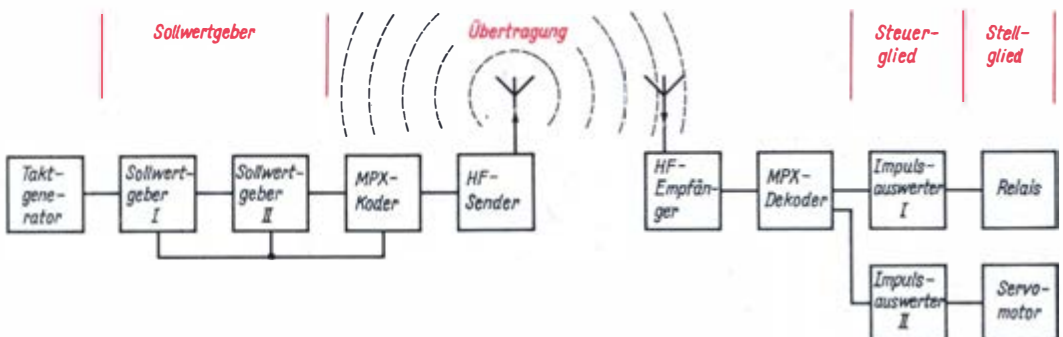 Sollwertgeber
Übertragung
Steuer-
glied
Stell-
glied
Takt-
gene-
rator
Sollwert-
geber
I
Sollwert-
geber
II
MPX-
Koder
HF-
Sender
HF-
Empfän-
ger
MPX-
Dekoder
Impuls-
auswerter
I
Relais
Impuls-
auswerter
II
Servo-
motor